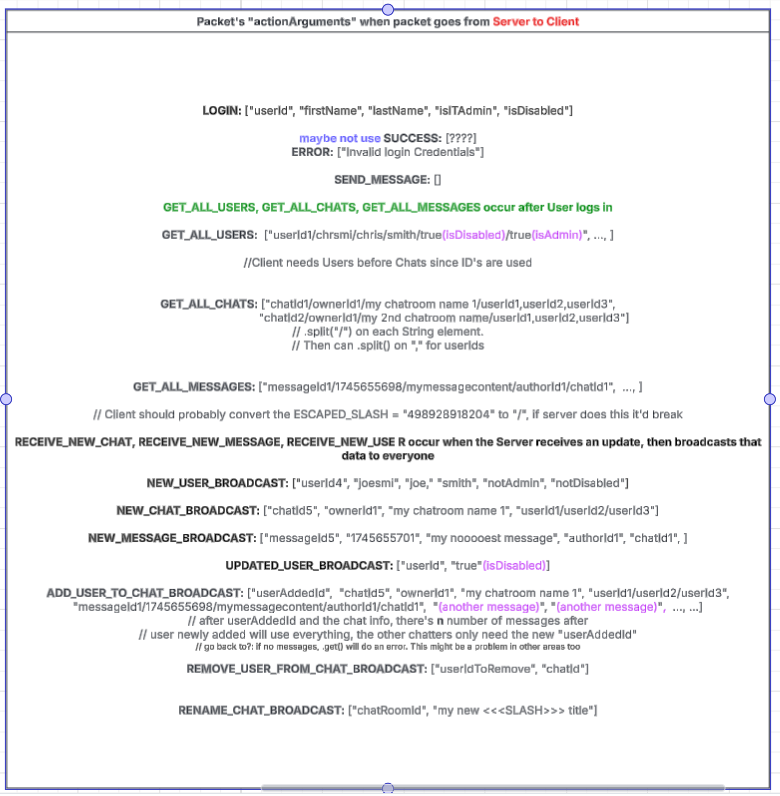 Packet's "actionArguments" when packet goes from Server to Client
LOGIN: ["userId", "firstName", "lastName", "isITAdmin", "isDisabled"]
maybe not use SUCCESS: [????]
ERROR: ["Invalid login Credentials"]
SEND_MESSAGE: []
GET_ALL_USERS, GET_ALL_CHATS, GET_ALL_MESSAGES occur after User logs in
GET_ALL_USERS: ["userId1/chrsmi/chris/smith/true(isDisabled)/true(isAdmin)", ..., ]
//Client needs Users before Chats since ID's are used
GET_ALL_CHATS: ["chatId1/ownerId1/my chatroom name 1/userId1,userId2,userId3",
"chatId2/ownerId1/my 2nd chatroom name/userId1,userId2,userId3"]
// .split("/") on each String element.
// Then can .split() on "," for userIds
GET_ALL_MESSAGES: ["messageId1/1745655698/mymessagecontent/authorId1/chatId1", ..., ]
// Client should probably convert the ESCAPED_SLASH = "498928918204" to "/", if server does this it'd break
RECEIVE_NEW_CHAT, RECEIVE_NEW_MESSAGE, RECEIVE_NEW_USE R occur when the Server receives an update, then broadcasts that
data to everyone
NEW_USER_BROADCAST: ["userId4", "joesmi", "joe," "smith", "notAdmin", "notDisabled"]
NEW_CHAT_BROADCAST: ["chatId5", "ownerId1", "my chatroom name 1", "userId1/userId2/userId3"]
NEW_MESSAGE_BROADCAST: ["messageId5", "1745655701", "my nooooest message", "authorId1", "chatId1", ]
UPDATED_USER_BROADCAST: ["userId", "true"(isDisabled)]
ADD_USER_TO_CHAT_BROADCAST: ["userAddedId", "chatId5", "ownerId1", "my chatroom name 1", "userId1/userId2/userId3",
"messageId1/1745655698/mymessagecontent/authorId1/chatId1", "(another message)", "(another message)", ..., ...]
// after userAddedId and the chat info, there's n number of messages after
// user newly added will use everything, the other chatters only need the new "userAddedId"
// go back to?: if no messages, .get() will do an error. This might be a problem in other areas too
REMOVE_USER_FROM_CHAT_BROADCAST: ["userIdToRemove", "chatId"]
RENAME_CHAT_BROADCAST: ["chatRoomId", "my new <<<SLASH>>> title"]